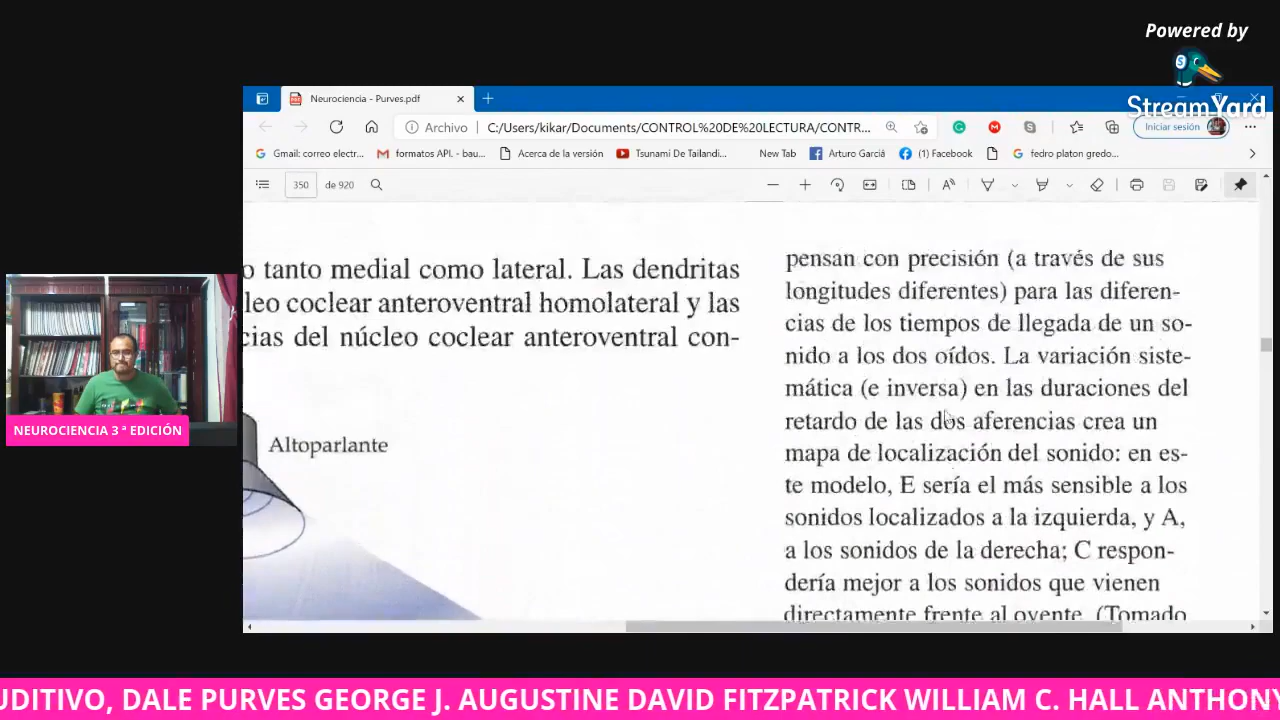 Powered by
StreamYard
Neurociencia - Purves.pdf
Archivo
C:/Users/kikar/Documents/CONTROL%20DE%20LECTURA/CONTR...
Iniciar sesión
Gmail: correo electr...
formatos API. - bau...
Acerca de la versión
Tsunami De Tailandi...
New Tab
Arturo Garciá
(1) Facebook
fedro platon gredo...
350
de 920
o tanto medial como lateral. Las dendritas
leo coclear anteroventral homolateral y las
cias del núcleo coclear anteroventral con-
Altoparlante
pensan con precisión (a través de sus
longitudes diferentes) para las diferen-
cias de los tiempos de llegada de un so-
nido a los dos oídos. La variación siste-
mática (e inversa) en las duraciones del
retardo de las dos aferencias crea un
mapa de localización del sonido: en es-
te modelo, E sería el más sensible a los
sonidos localizados a la izquierda, y A,
a los sonidos de la derecha; C respon-
dería mejor a los sonidos que vienen
directamente frente al oyente. (Tomado
NEUROCIENCIA 3 ª EDICIÓN
UDITIVO, DALE PURVES GEORGE J. AUGUSTINE DAVID FITZPATRICK WILLIAM C. HALL ANTHONY